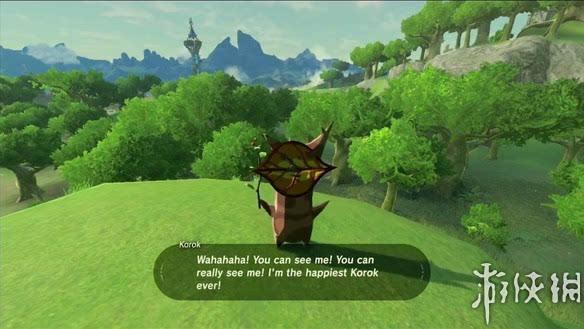 Korok
Wahahaha! You can see me! You can
really see me! I'm the happiest Korok
ever!
游侠网